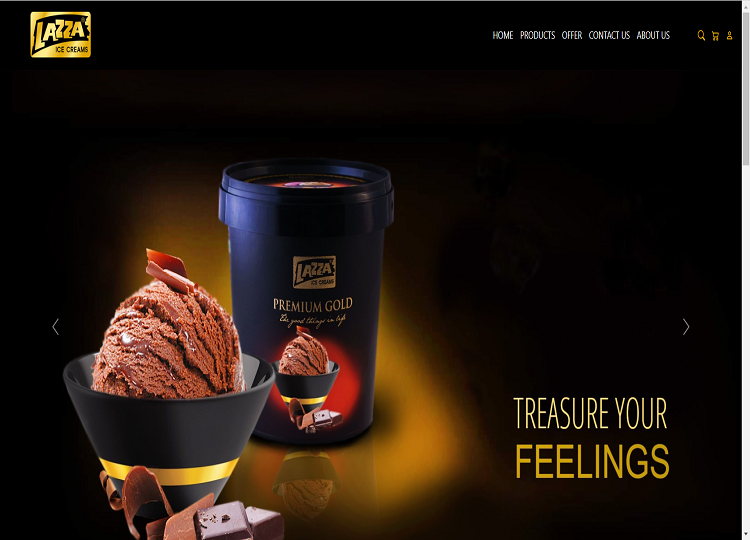 LAZZA
ICE CREAMS
HOME PRODUCTS OFFER CONTACT US ABOUT US
LAZZA
ICE CREAMS
PREMIUM GOLD
The good things in life
TREASURE YOUR
FEELINGS